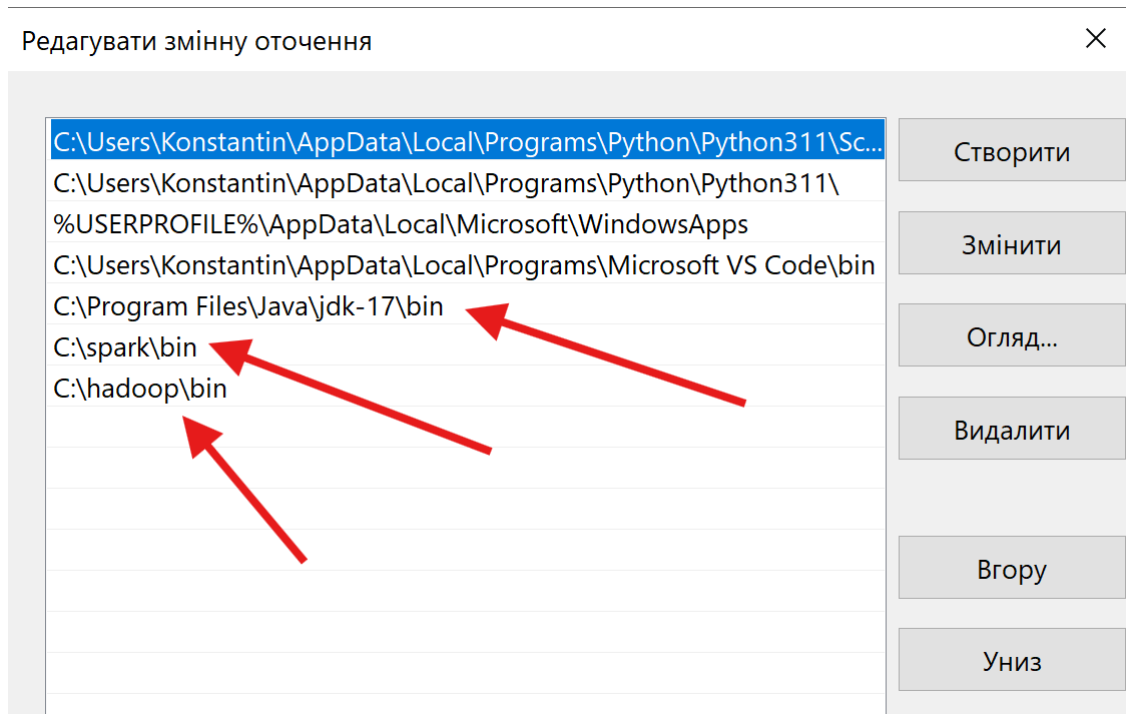 Редагувати змінну оточення
C:\Users\Konstantin\AppData\Local\Programs\Python\Python311\Sc...
C:\Users\Konstantin\AppData\Local\Programs\Python\Python311\
%USERPROFILE%\AppData\Local\Microsoft\WindowsApps
C:\Users\Konstantin\AppData\Local\Programs\Microsoft VS Code\bin
C:\Program Files\Java\jdk-17\bin
C:\spark\bin
C:\hadoop\bin
Створити
Змінити
Огляд...
Видалити
Вгору
Униз